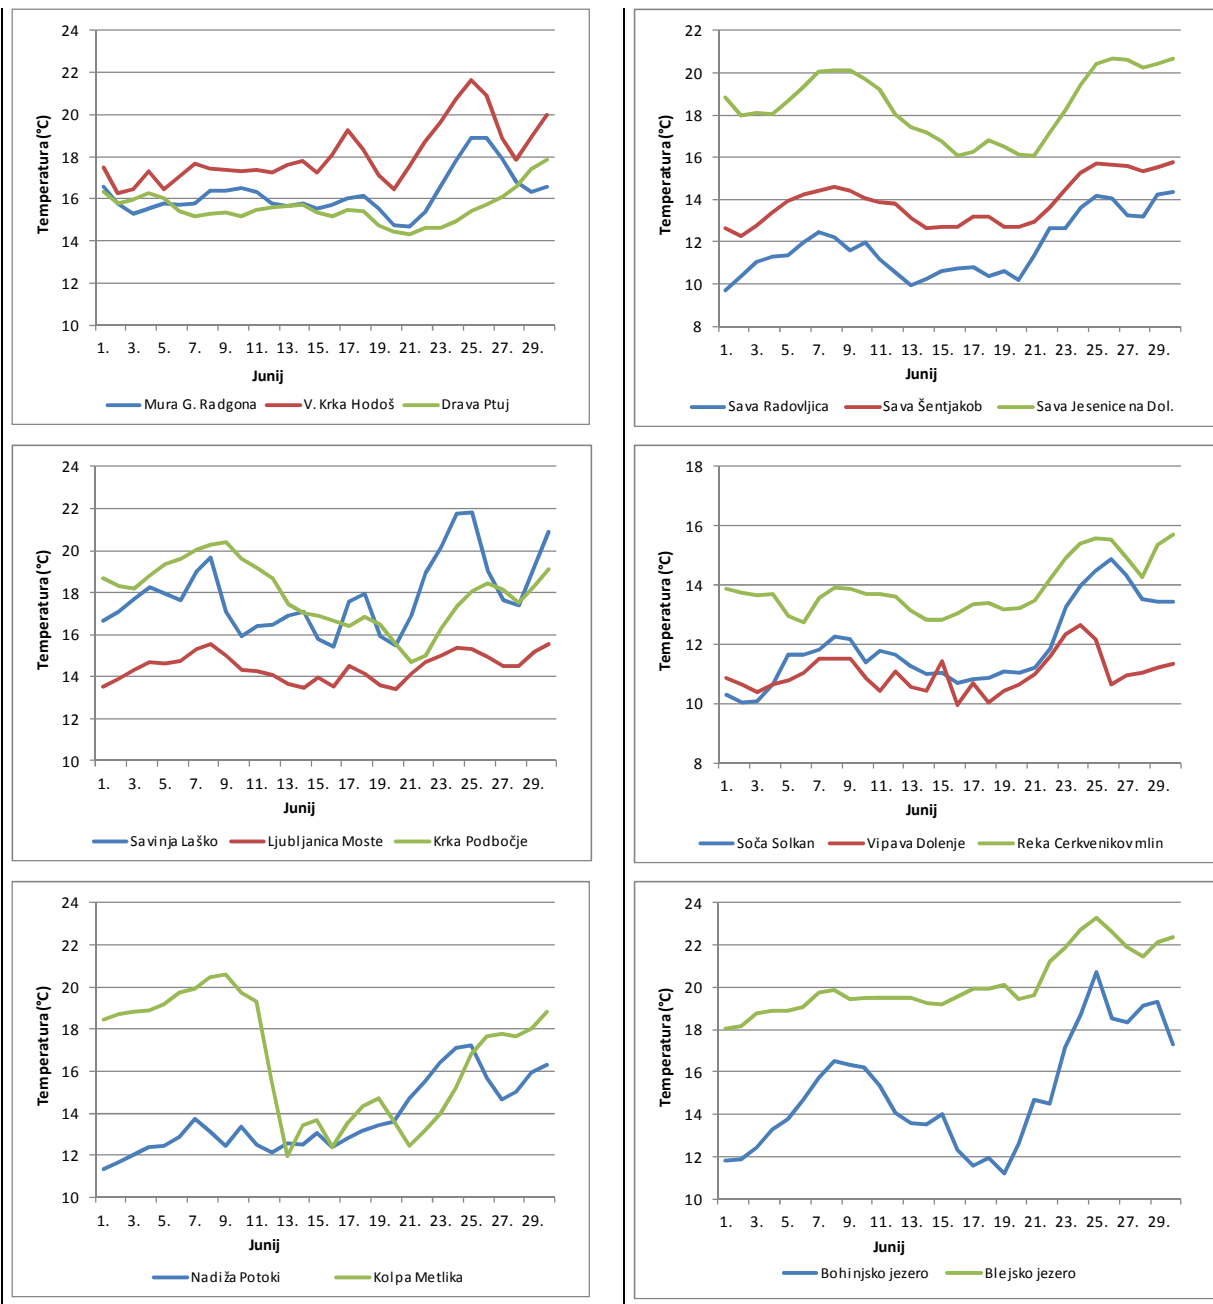 24
22
20
18
16
14
12
10
Temperatura (°C)
1. 3. 5. 7. 9. 11. 13. 15. 17. 19. 21. 23. 25. 27. 29.
Junij
Mura G. Radgona V. Krka Hodoš Drava Ptuj
22
20
18
16
14
12
10
8
Temperatura (°C)
1. 3. 5. 7. 9. 11. 13. 15. 17. 19. 21. 23. 25. 27. 29.
Junij
Sava Radovljica Sava Šentjakob Sava Jesenice na Dol.
24
22
20
18
16
14
12
10
Temperatura (°C)
1. 3. 5. 7. 9. 11. 13. 15. 17. 19. 21. 23. 25. 27. 29.
Junij
Savinja Laško Ljubljanica Moste Krka Podbočje
18
16
14
12
10
8
Temperatura (°C)
1. 3. 5. 7. 9. 11. 13. 15. 17. 19. 21. 23. 25. 27. 29.
Junij
Soča Solkan Vipava Dolenje Reka Cerkvenikov mlin
24
22
20
18
16
14
12
10
Temperatura (°C)
1. 3. 5. 7. 9. 11. 13. 15. 17. 19. 21. 23. 25. 27. 29.
Junij
Nadiža Potoki Kolpa Metlika
24
22
20
18
16
14
12
10
Temperatura (°C)
1. 3. 5. 7. 9. 11. 13. 15. 17. 19. 21. 23. 25. 27. 29.
Junij
Bohinjsko jezero Blejsko jezero